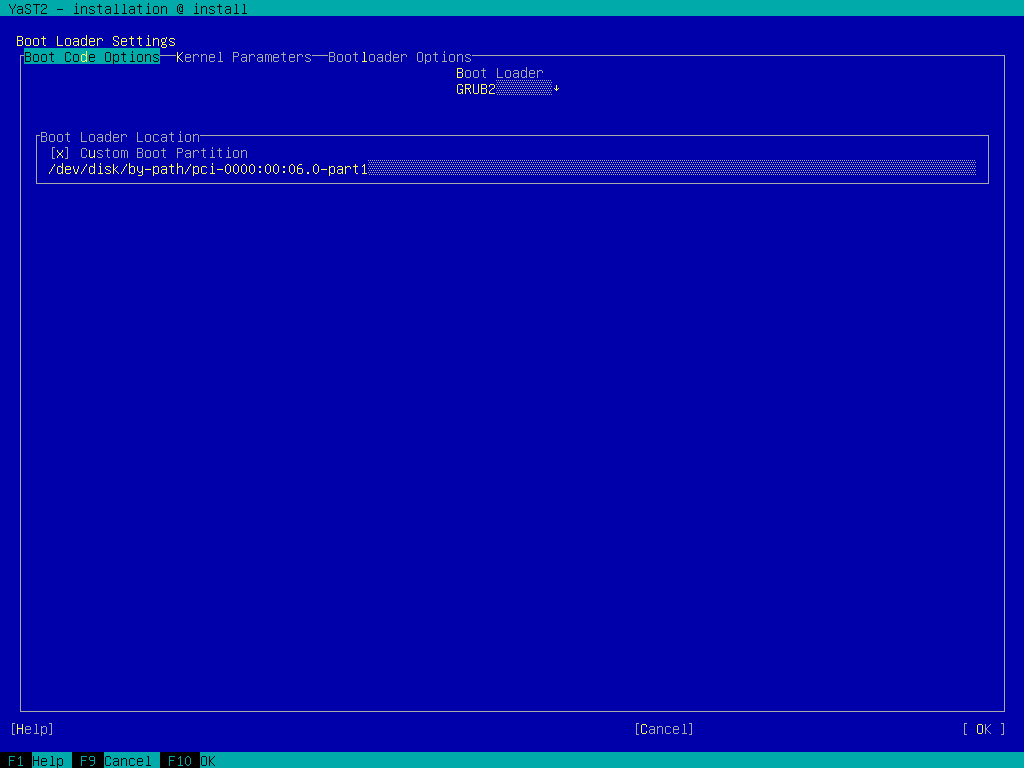 YaST2 - installation @ install
Boot Loader Settings
Boot Code Options Kernel Parameters Bootloader Options
Boot Loader
GRUB2
Boot Loader Location
[x] Custom Boot Partition
/dev/disk/by-path/pci-0000:00:06.0-part1
[Help] [Cancel] [ OK ]
F1 Help F9 Cancel F10 OK